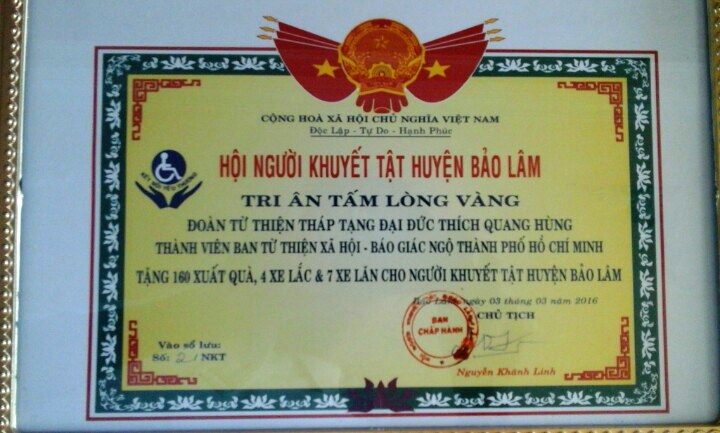 CỘNG HOÀ XÃ HỘI CHỦ NGHĨA VIỆT NAM
Độc Lập - Tự Do - Hạnh Phúc
HỘI NGƯỜI KHUYẾT TẬT HUYỆN BẢO LÂM
TRI ÂN TẤM LÒNG VÀNG
ĐOÀN TỪ THIỆN THÁP TẠNG ĐẠI ĐỨC THÍCH QUANG HÙNG
THÀNH VIÊN BAN TỪ THIỆN XÃ HỘI - BÁO GIÁC NGỘ THÀNH PHỐ HỒ CHÍ MINH
TẶNG 160 XUẤT QUÀ, 4 XE LẮC & 7 XE LĂN CHO NGƯỜI KHUYẾT TẬT HUYỆN BẢO LÂM
ngày 03 tháng 03 năm 2016
CHỦ TỊCH
BAN
CHẤP HÀNH
Vào sổ lưu:
Số: 21/NKT
Nguyễn Khánh Linh